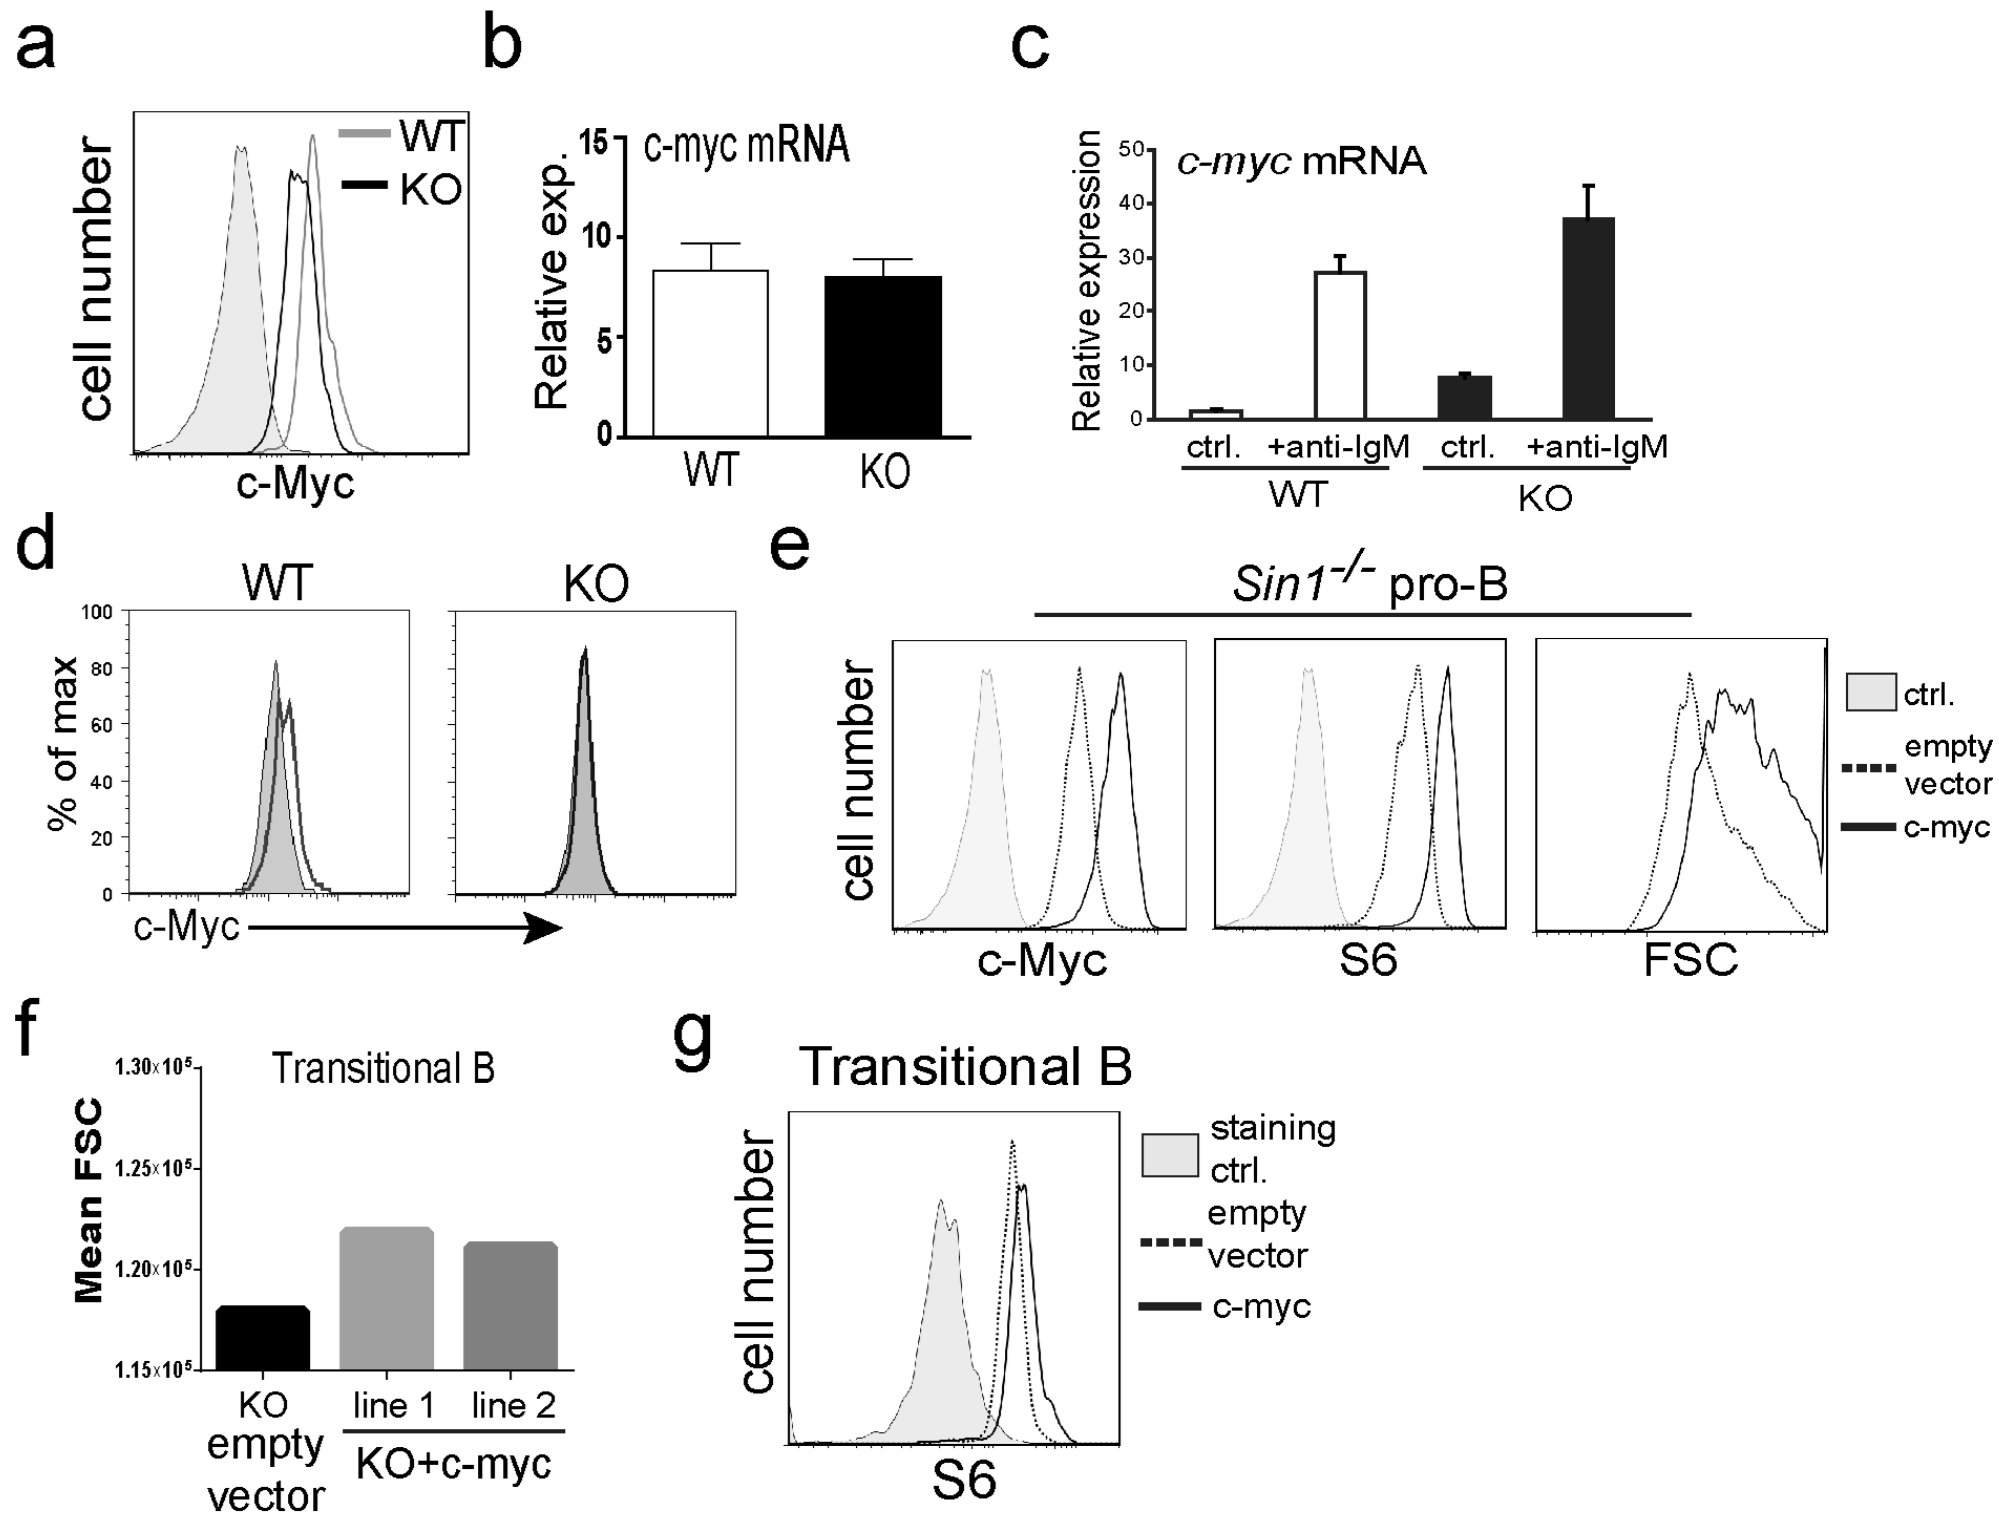 a
WT
KO
cell number
c-Myc
b
c-myc mRNA
Relative exp.
15
10
5
0
WT KO
c
c-myc mRNA
Relative expression
50
40
30
20
10
0
ctrl. +anti-IgM ctrl. +anti-IgM
WT KO
d
WT KO
% of max
100
80
60
40
20
0
c-Myc
e
Sin1-/- pro-B
cell number
c-Myc S6 FSC
ctrl.
empty
vector
c-myc
f
Transitional B
Mean FSC
1.30x10⁵
1.25x10⁵
1.20x10⁵
1.15x10⁵
KO
empty
vector
line 1 line 2
KO+c-myc
g
Transitional B
cell number
S6
staining
ctrl.
empty
vector
c-myc